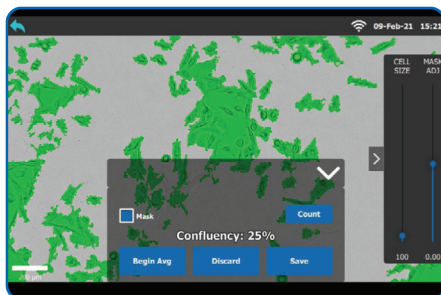 09-Feb-21 15:21
CELL SIZE
MASK ADJ
Mask
Count
Confluency: 25%
Begin Avg
Discard
Save
100
0.00